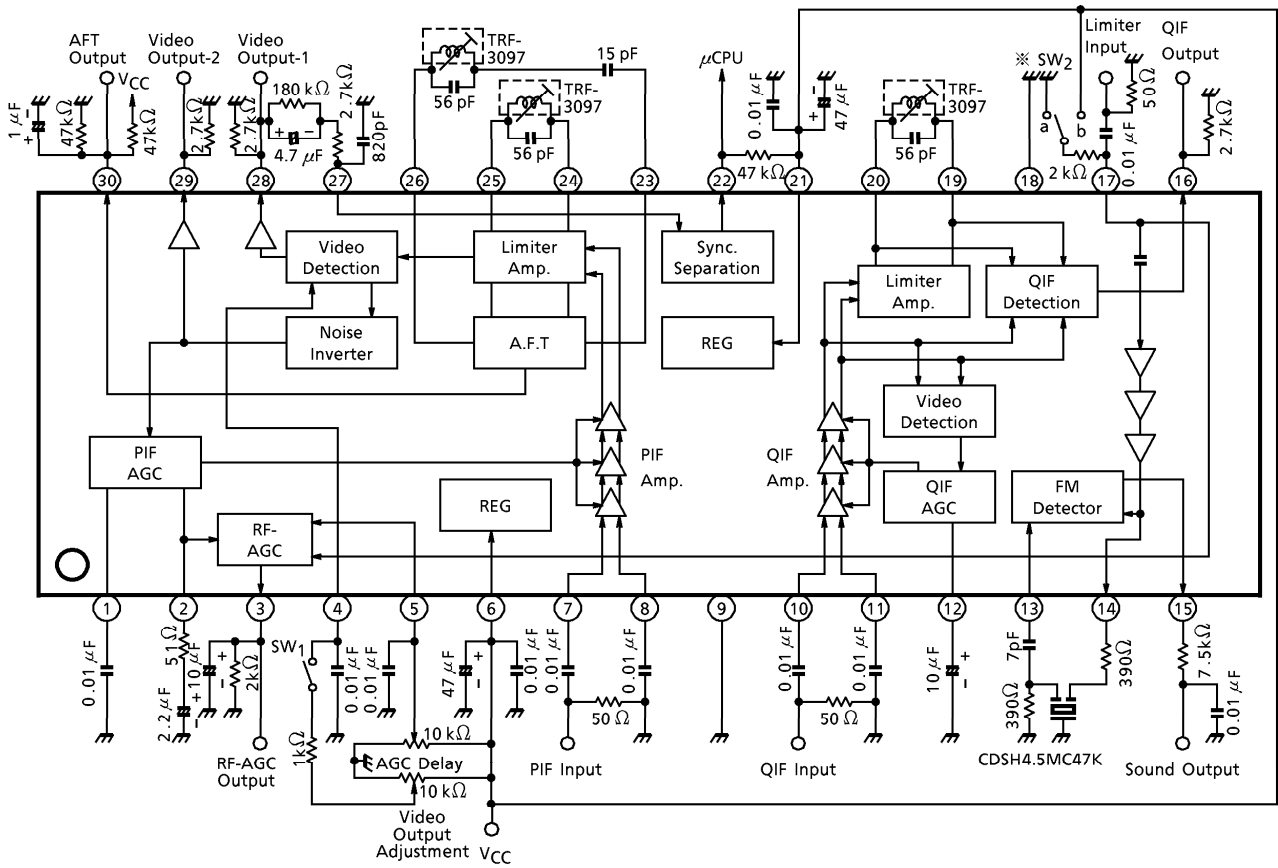 AFT
Output
Video
Output-2
Video
Output-1
VCC
1 μF
-
+
47kΩ
47kΩ
2.7kΩ
2.7kΩ
180 kΩ
+
-
4.7 μF
2.7kΩ
820pF
TRF-
3097
56 pF
15 pF
TRF-
3097
56 pF
μCPU
0.01 μF
-
+
47 μF
47 kΩ
TRF-
3097
56 pF
※ SW2
a
b
2 kΩ
Limiter
Input
50Ω
0.01 μF
QIF
Output
2.7kΩ
30
29
28
27
26
25
24
23
22
21
20
19
18
17
16
Video
Detection
Limiter
Amp.
Sync.
Separation
Limiter
Amp.
QIF
Detection
Noise
Inverter
A.F.T
REG
Video
Detection
PIF
AGC
PIF
Amp.
QIF
Amp.
REG
QIF
AGC
FM
Detector
RF-
AGC
1
2
3
4
5
6
7
8
9
10
11
12
13
14
15
0.01 μF
51Ω
2.2 μF
+
-
10 μF
+
-
2kΩ
RF-AGC
Output
SW1
1kΩ
0.01 μF
0.01 μF
10 kΩ
AGC Delay
10 kΩ
Video
Output
Adjustment
47 μF
+
-
VCC
0.01 μF
0.01 μF
0.01 μF
50 Ω
PIF Input
0.01 μF
0.01 μF
50 Ω
QIF Input
10 μF
+
-
7pF
390Ω
390Ω
CDSH4.5MC47K
7.5kΩ
0.01 μF
Sound Output